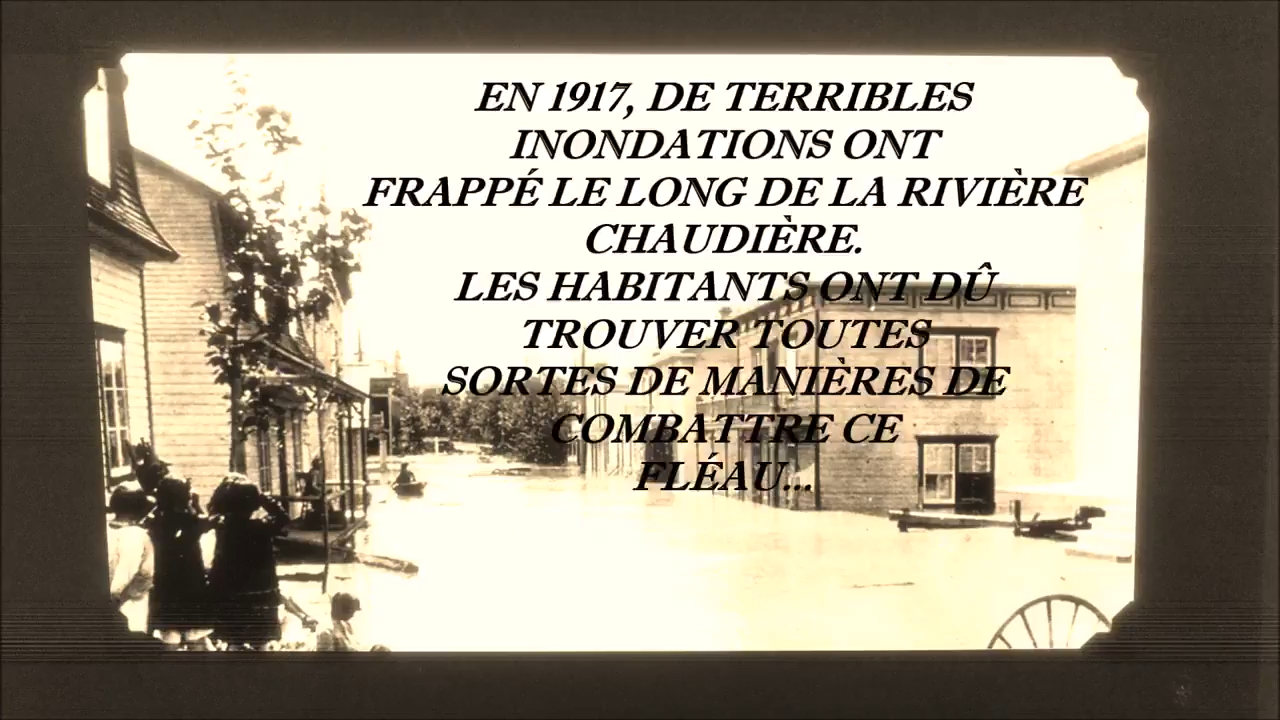 EN 1917, DE TERRIBLES
INONDATIONS ONT
FRAPPÉ LE LONG DE LA RIVIÈRE
CHAUDIÈRE.
LES HABITANTS ONT DÛ
TROUVER TOUTES
SORTES DE MANIÈRES DE
COMBATTRE CE
FLÉAU...